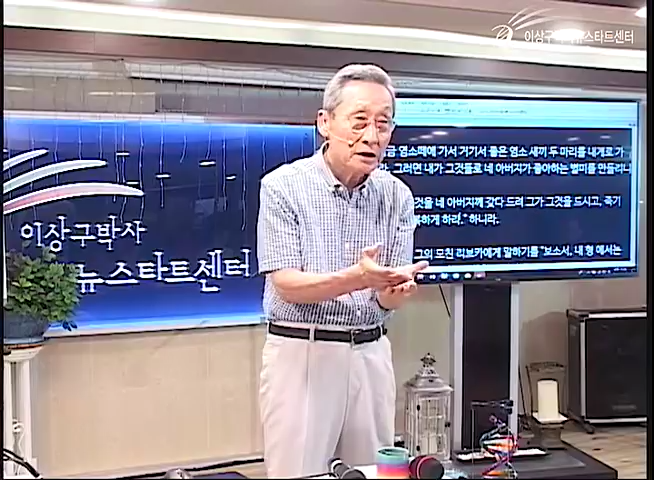 이상구박사뉴스타트센터
금 염소떼에 가서 거기서 좋은 염소 새끼 두 마리를 내게로 가
라. 그러면 내가 그것들로 네 아버지가 좋아하는 별미를 만들리니
것을 네 아버지께 갖다 드려 그가 그것을 드시고, 죽기
복하게 하라." 하니라.
그의 모친 리브카에게 말하기를 "보소서, 내 형 에서는
이상구박사
뉴스타트센터